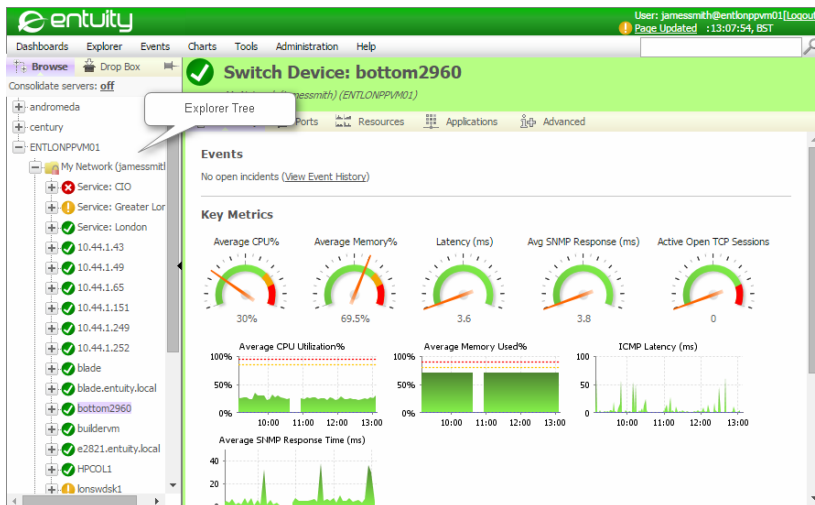 entuity
User: jamessmith@entlonppvm01[Logout
Page Updated :13:07:54, BST
Dashboards Explorer Events Charts Tools Administration Help
Browse Drop Box
Consolidate servers: off
Switch Device: bottom2960
(ENTLONPPVM01)
Explorer Tree
Ports Resources Applications Advanced
andromeda
century
ENTLONPPVM01
My Network (jamessmitl
Service: CIO
Service: Greater Lor
Service: London
10.44.1.43
10.44.1.49
10.44.1.65
10.44.1.151
10.44.1.249
10.44.1.252
blade
blade.entuity.local
bottom2960
buildervm
e2821.entuity.local
HPCOL1
lonswdsk1
Events
No open incidents (View Event History)
Key Metrics
Average CPU% Average Memory% Latency (ms) Avg SNMP Response (ms) Active Open TCP Sessions
30% 69.5% 3.6 3.8 0
Average CPU Utilization%
100%
50%
0%
10:00 11:00 12:00 13:00
Average Memory Used%
100%
50%
0%
10:00 11:00 12:00 13:00
ICMP Latency (ms)
100
50
0
10:00 11:00 12:00 13:00
Average SNMP Response Time (ms)
40
20
0